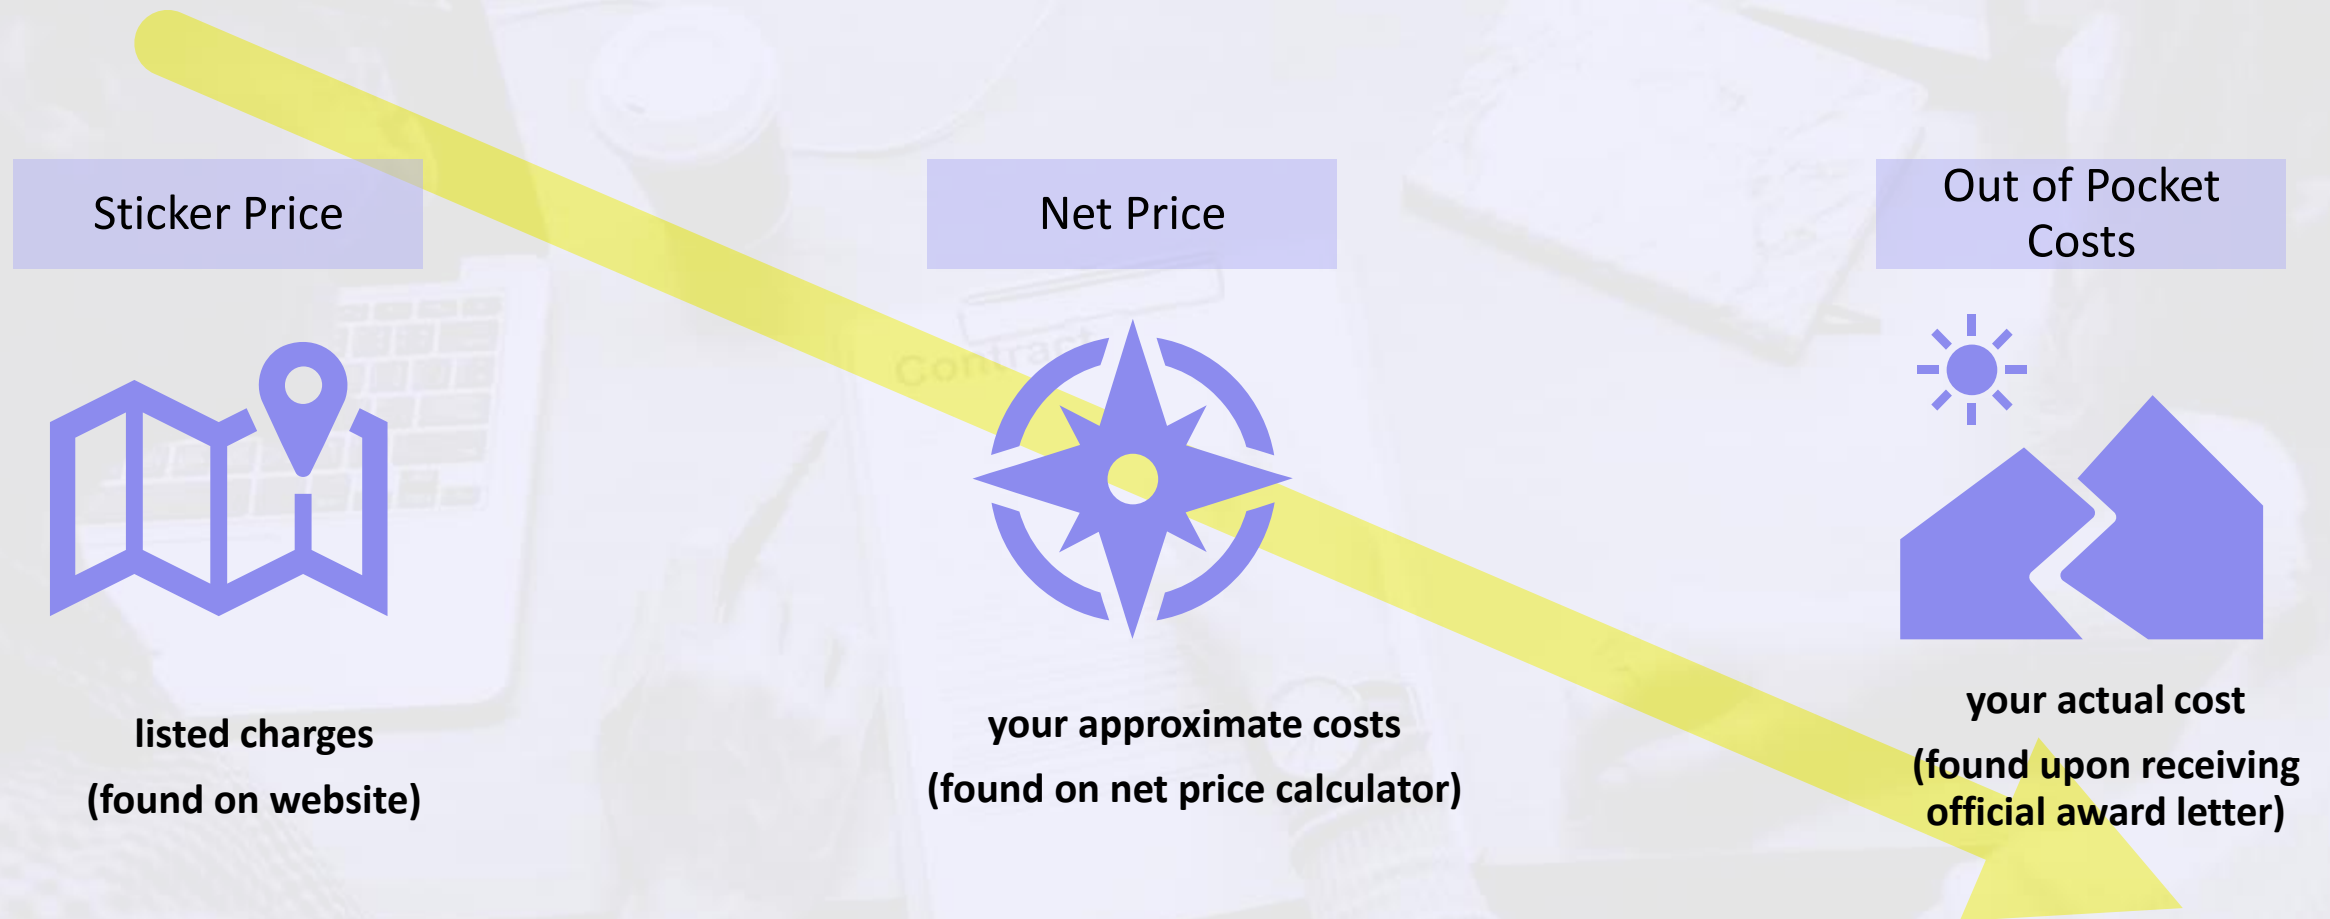 Sticker Price
listed charges
(found on website)
Net Price
Contract
your approximate costs
(found on net price calculator)
Out of Pocket
Costs
your actual cost
(found upon receiving
official award letter)